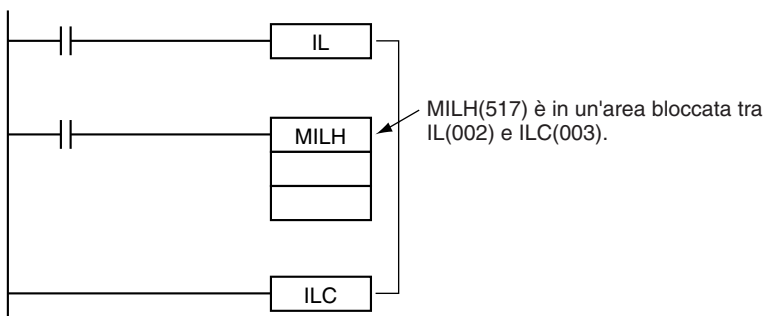 IL
MILH
MILH(517) è in un'area bloccata tra
IL(002) e ILC(003).
ILC